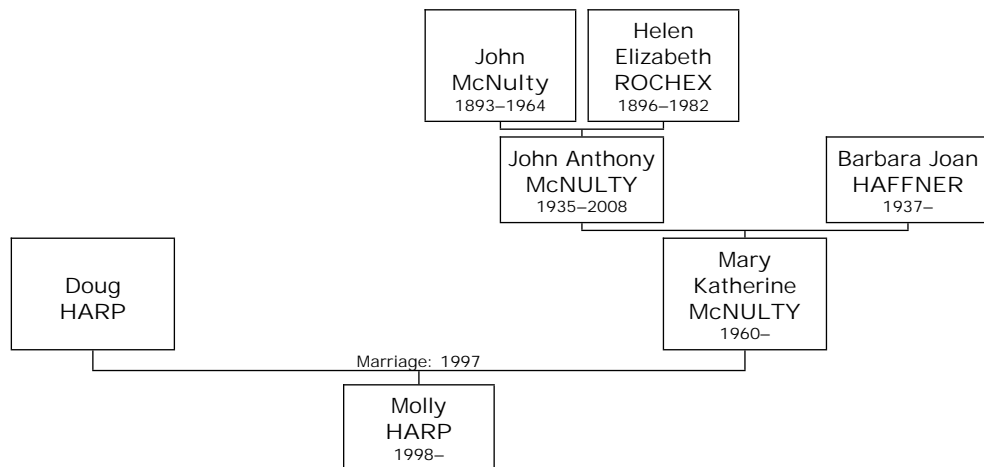 John
McNulty
1893–1964
Helen
Elizabeth
ROCHEX
1896–1982
John Anthony
McNULTY
1935–2008
Barbara Joan
HAFFNER
1937–
Doug
HARP
Mary
Katherine
McNULTY
1960–
Marriage: 1997
Molly
HARP
1998–